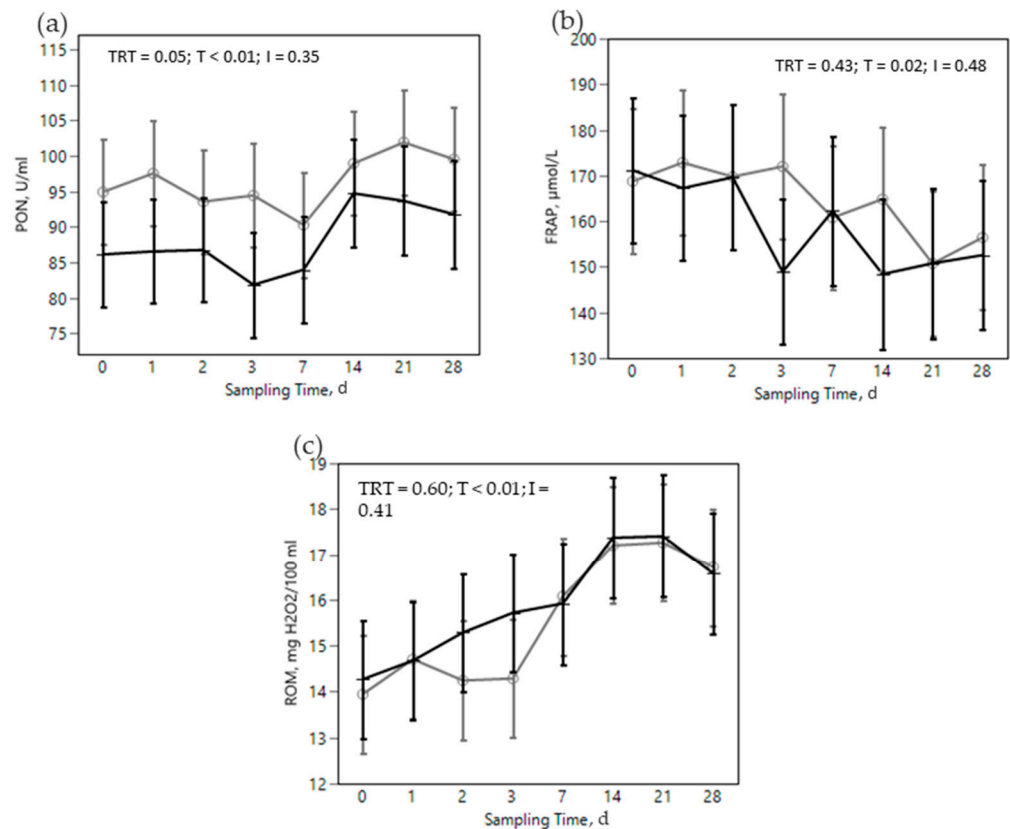 (a)
TRT = 0.05; T < 0.01; I = 0.35
115
110
105
100
95
90
85
80
75
PON, U/ml
0 1 2 3 7 14 21 28
Sampling Time, d
(b)
TRT = 0.43; T = 0.02; I = 0.48
200
190
180
170
160
150
140
130
FRAP, µmol/L
0 1 2 3 7 14 21 28
Sampling Time, d
(c)
TRT = 0.60; T < 0.01; I =
0.41
19
18
17
16
15
14
13
12
ROM, mg H2O2/100 ml
0 1 2 3 7 14 21 28
Sampling Time, d